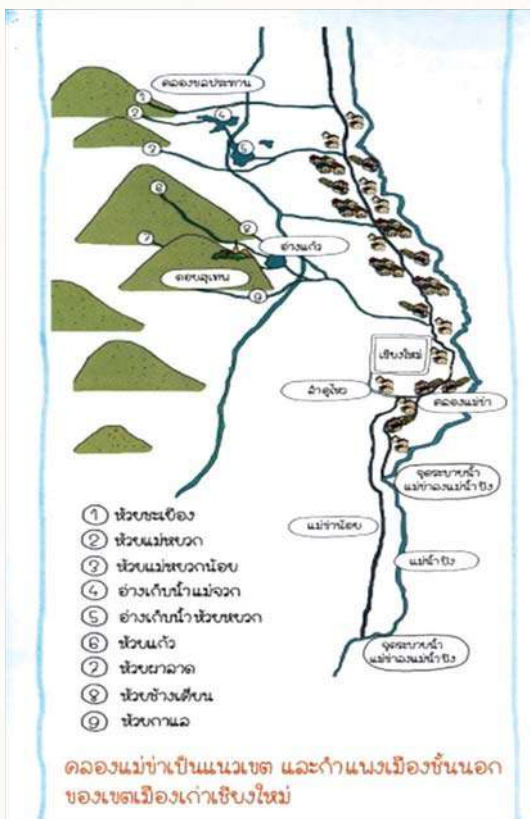 คลองชลประทาน
1
2
4
5
2
6
8
อ่างแก้ว
7
ดอยสุเทพ
9
เชียงใหม่
ลำคูไหว
คลองแม่ข่า
จุดระบายน้ำ
แม่ข่าลงแม่น้ำปิง
แม่ข่าน้อย
แม่น้ำปิง
จุดระบายน้ำ
แม่ข่าลงแม่น้ำปิง
1 ห้วยชะเยือง
2 ห้วยแม่หยวก
3 ห้วยแม่หยวกน้อย
4 อ่างเก็บน้ำแม่จอก
5 อ่างเก็บน้ำห้วยหยวก
6 ห้วยแก้ว
7 ห้วยผาลาด
8 ห้วยช้างเคี่ยน
9 ห้วยกาแล
คลองแม่ข่าเป็นแนวเขต และกำแพงเมืองชั้นนอก
ของเขตเมืองเก่าเชียงใหม่